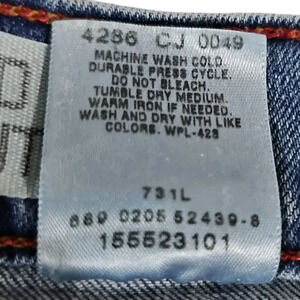 4286 CJ 0049
MACHINE WASH COLD.
DURABLE PRESS CYCLE.
DO NOT BLEACH.
TUMBLE DRY MEDIUM.
WARM IRON IF NEEDED.
WASH AND DRY WITH LIKE
COLORS. WPL-423
731L
689 0205 52439-8
155523101